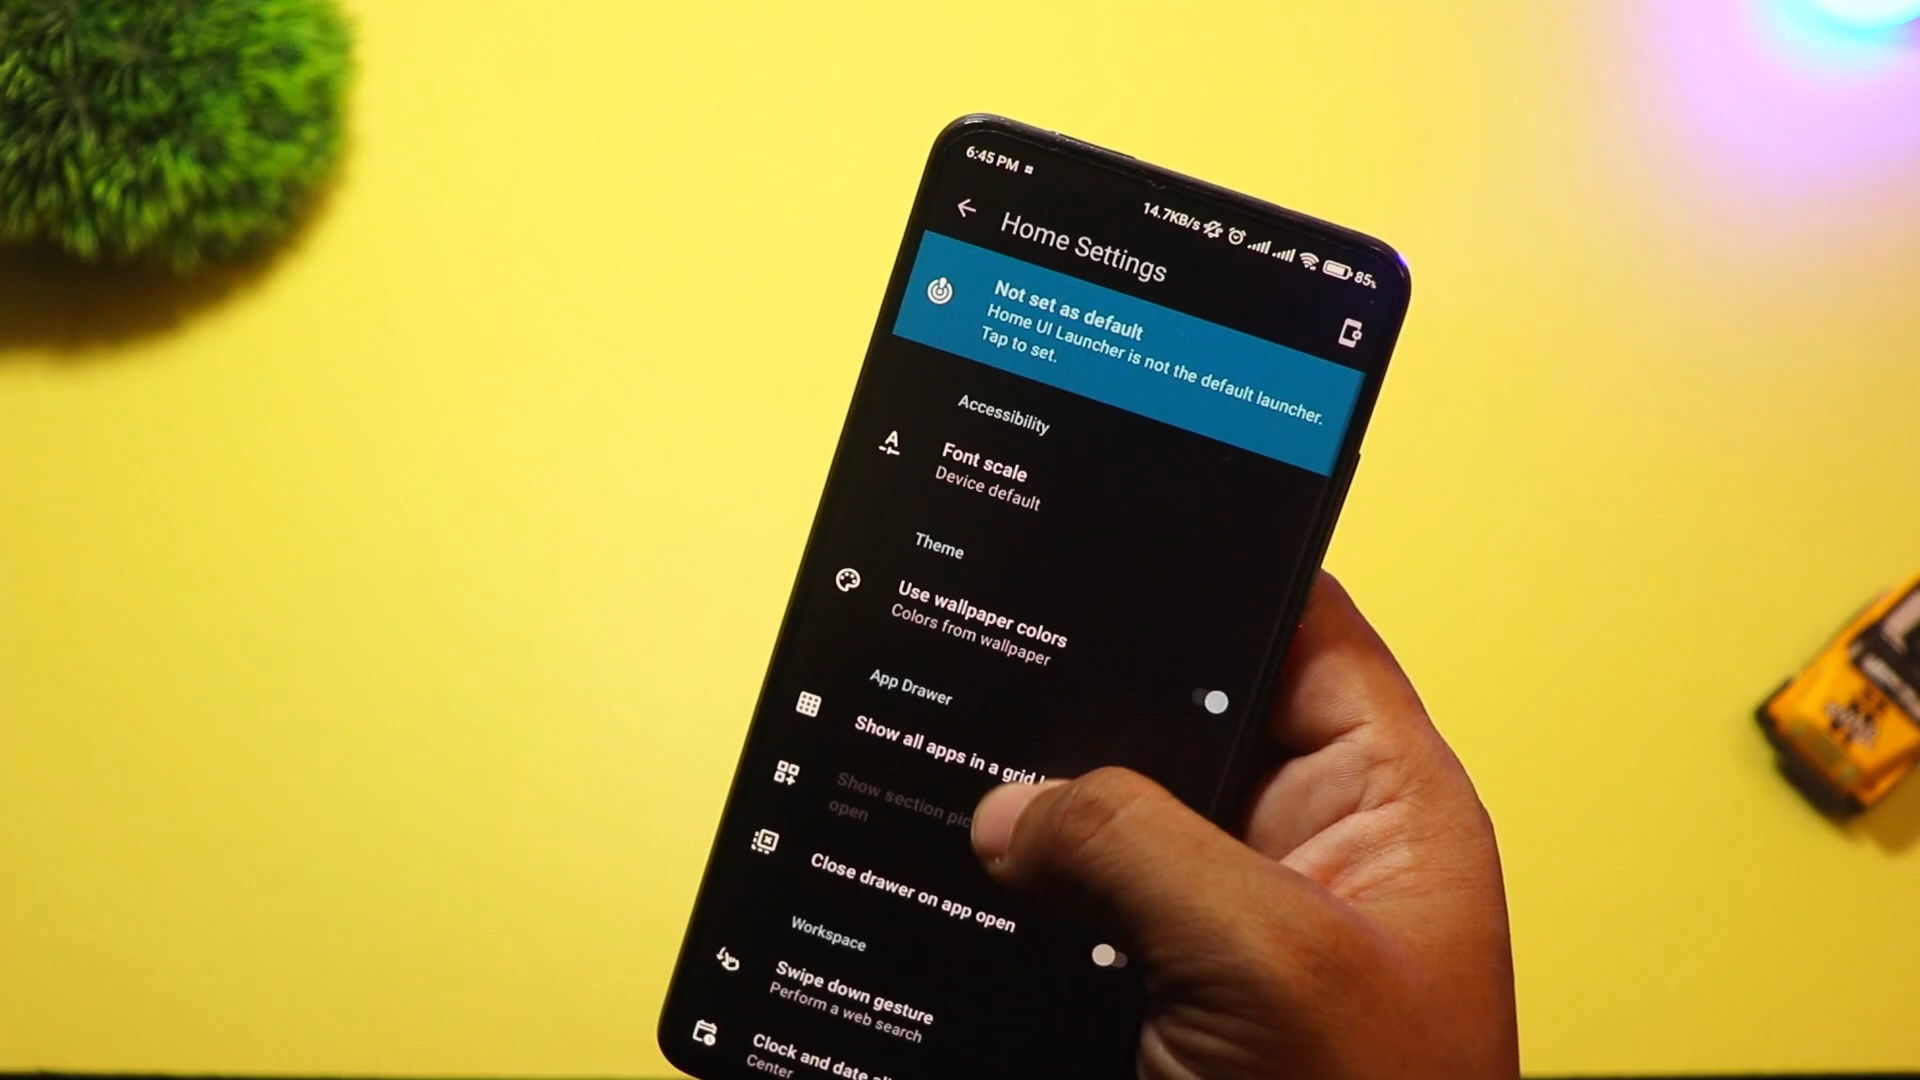 6:45 PM
14.7KB/s
85%
Home Settings
Not set as default
Home UI Launcher is not the default launcher.
Tap to set.
Accessibility
Font scale
Device default
Theme
Use wallpaper colors
Colors from wallpaper
App Drawer
Show all apps in a grid
Show section
open
Close drawer on app open
Workspace
Swipe down gesture
Perform a web search
Clock and date
Center